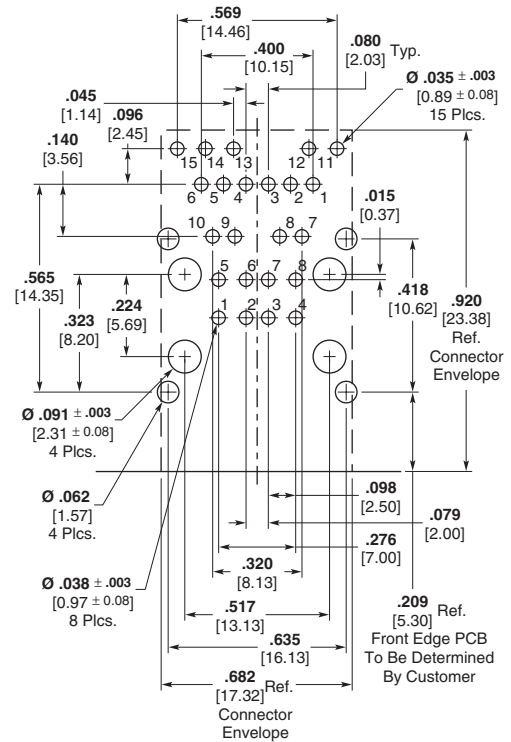 .569
[14.46]
.400
[10.15]
.080 Typ.
[2.03]
Ø .035 ± .003
[0.89 ± 0.08]
15 Plcs.
.045
[1.14]
.096
[2.45]
.140
[3.56]
15 14 13 12 11
6 5 4 3 2 1
.015
[0.37]
10 9 8 7
5 6 7 8
.565
[14.35]
.418
[10.62]
.920
[23.38]
Ref.
Connector
Envelope
.224
[5.69]
.323
[8.20]
1 2 3 4
Ø .091 ± .003
[2.31 ± 0.08]
4 Plcs.
Ø .062
[1.57]
4 Plcs.
.098
[2.50]
.079
[2.00]
.276
[7.00]
.320
[8.13]
Ø .038 ± .003
[0.97 ± 0.08]
8 Plcs.
.517
[13.13]
.209 Ref.
[5.30]
Front Edge PCB
To Be Determined
By Customer
.635
[16.13]
.682 Ref.
[17.32]
Connector
Envelope